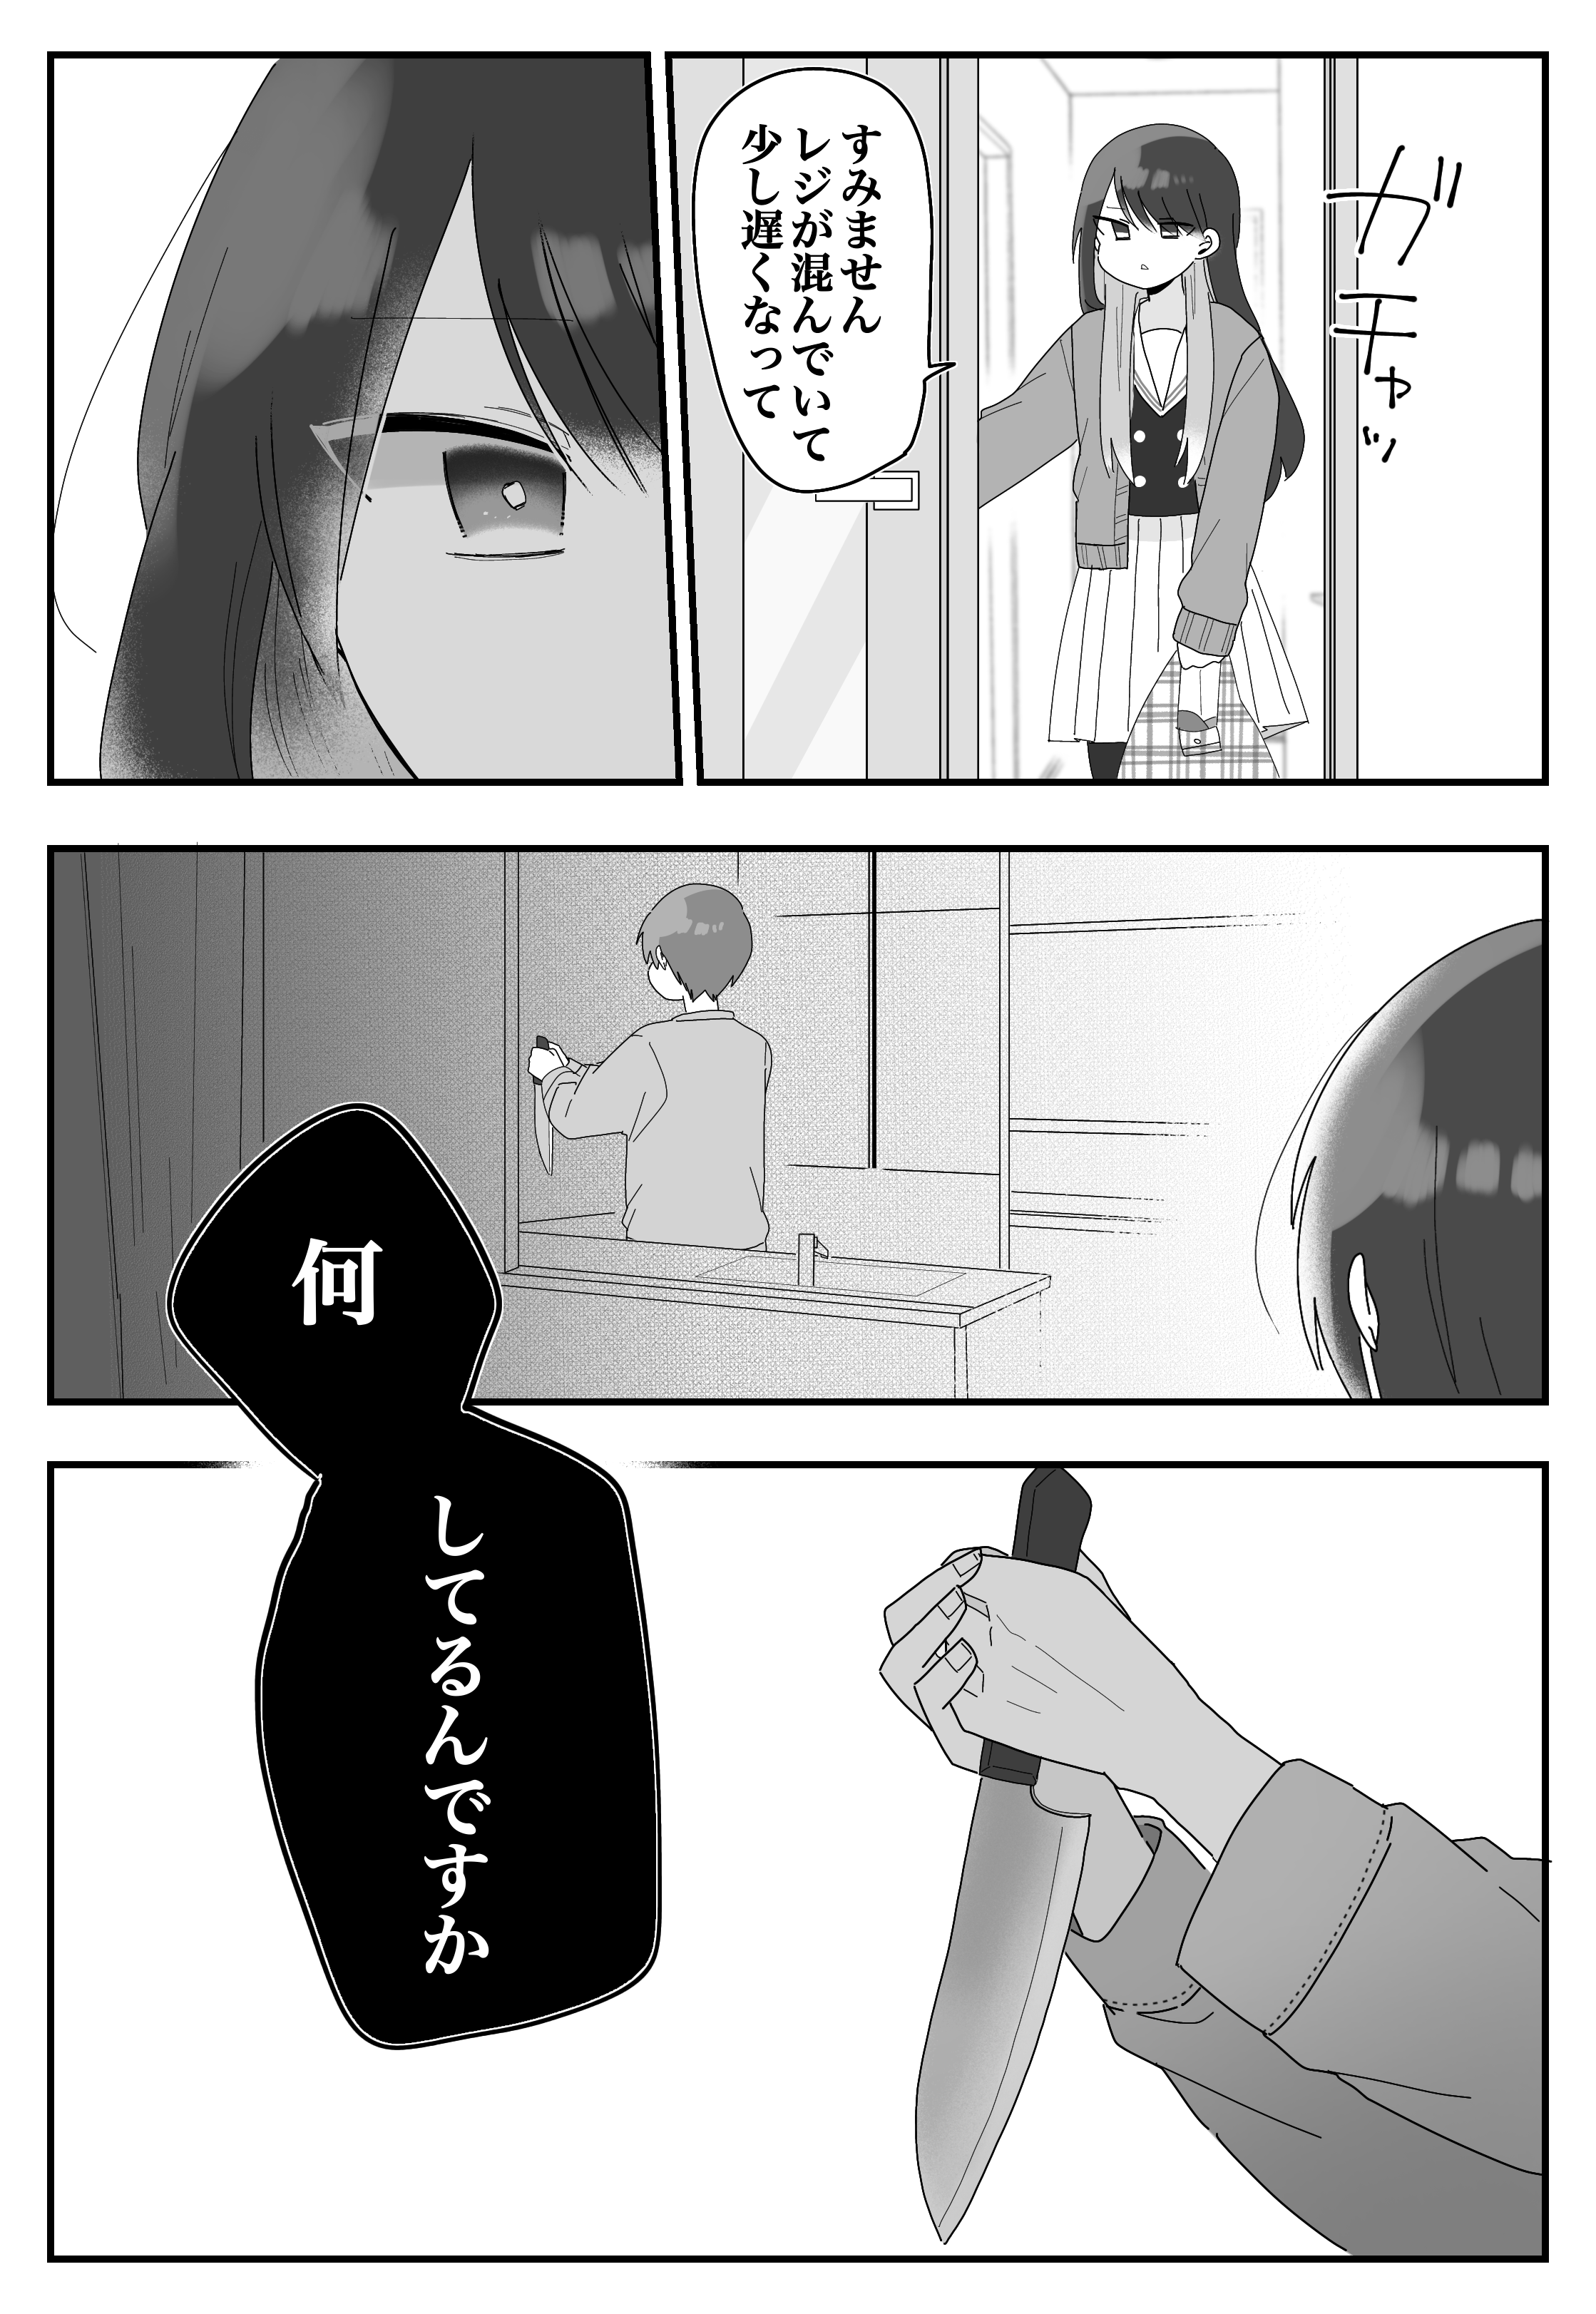 ガチャッ
すみません
レジが混んでいて
少し遅くなって
何
してるんですか